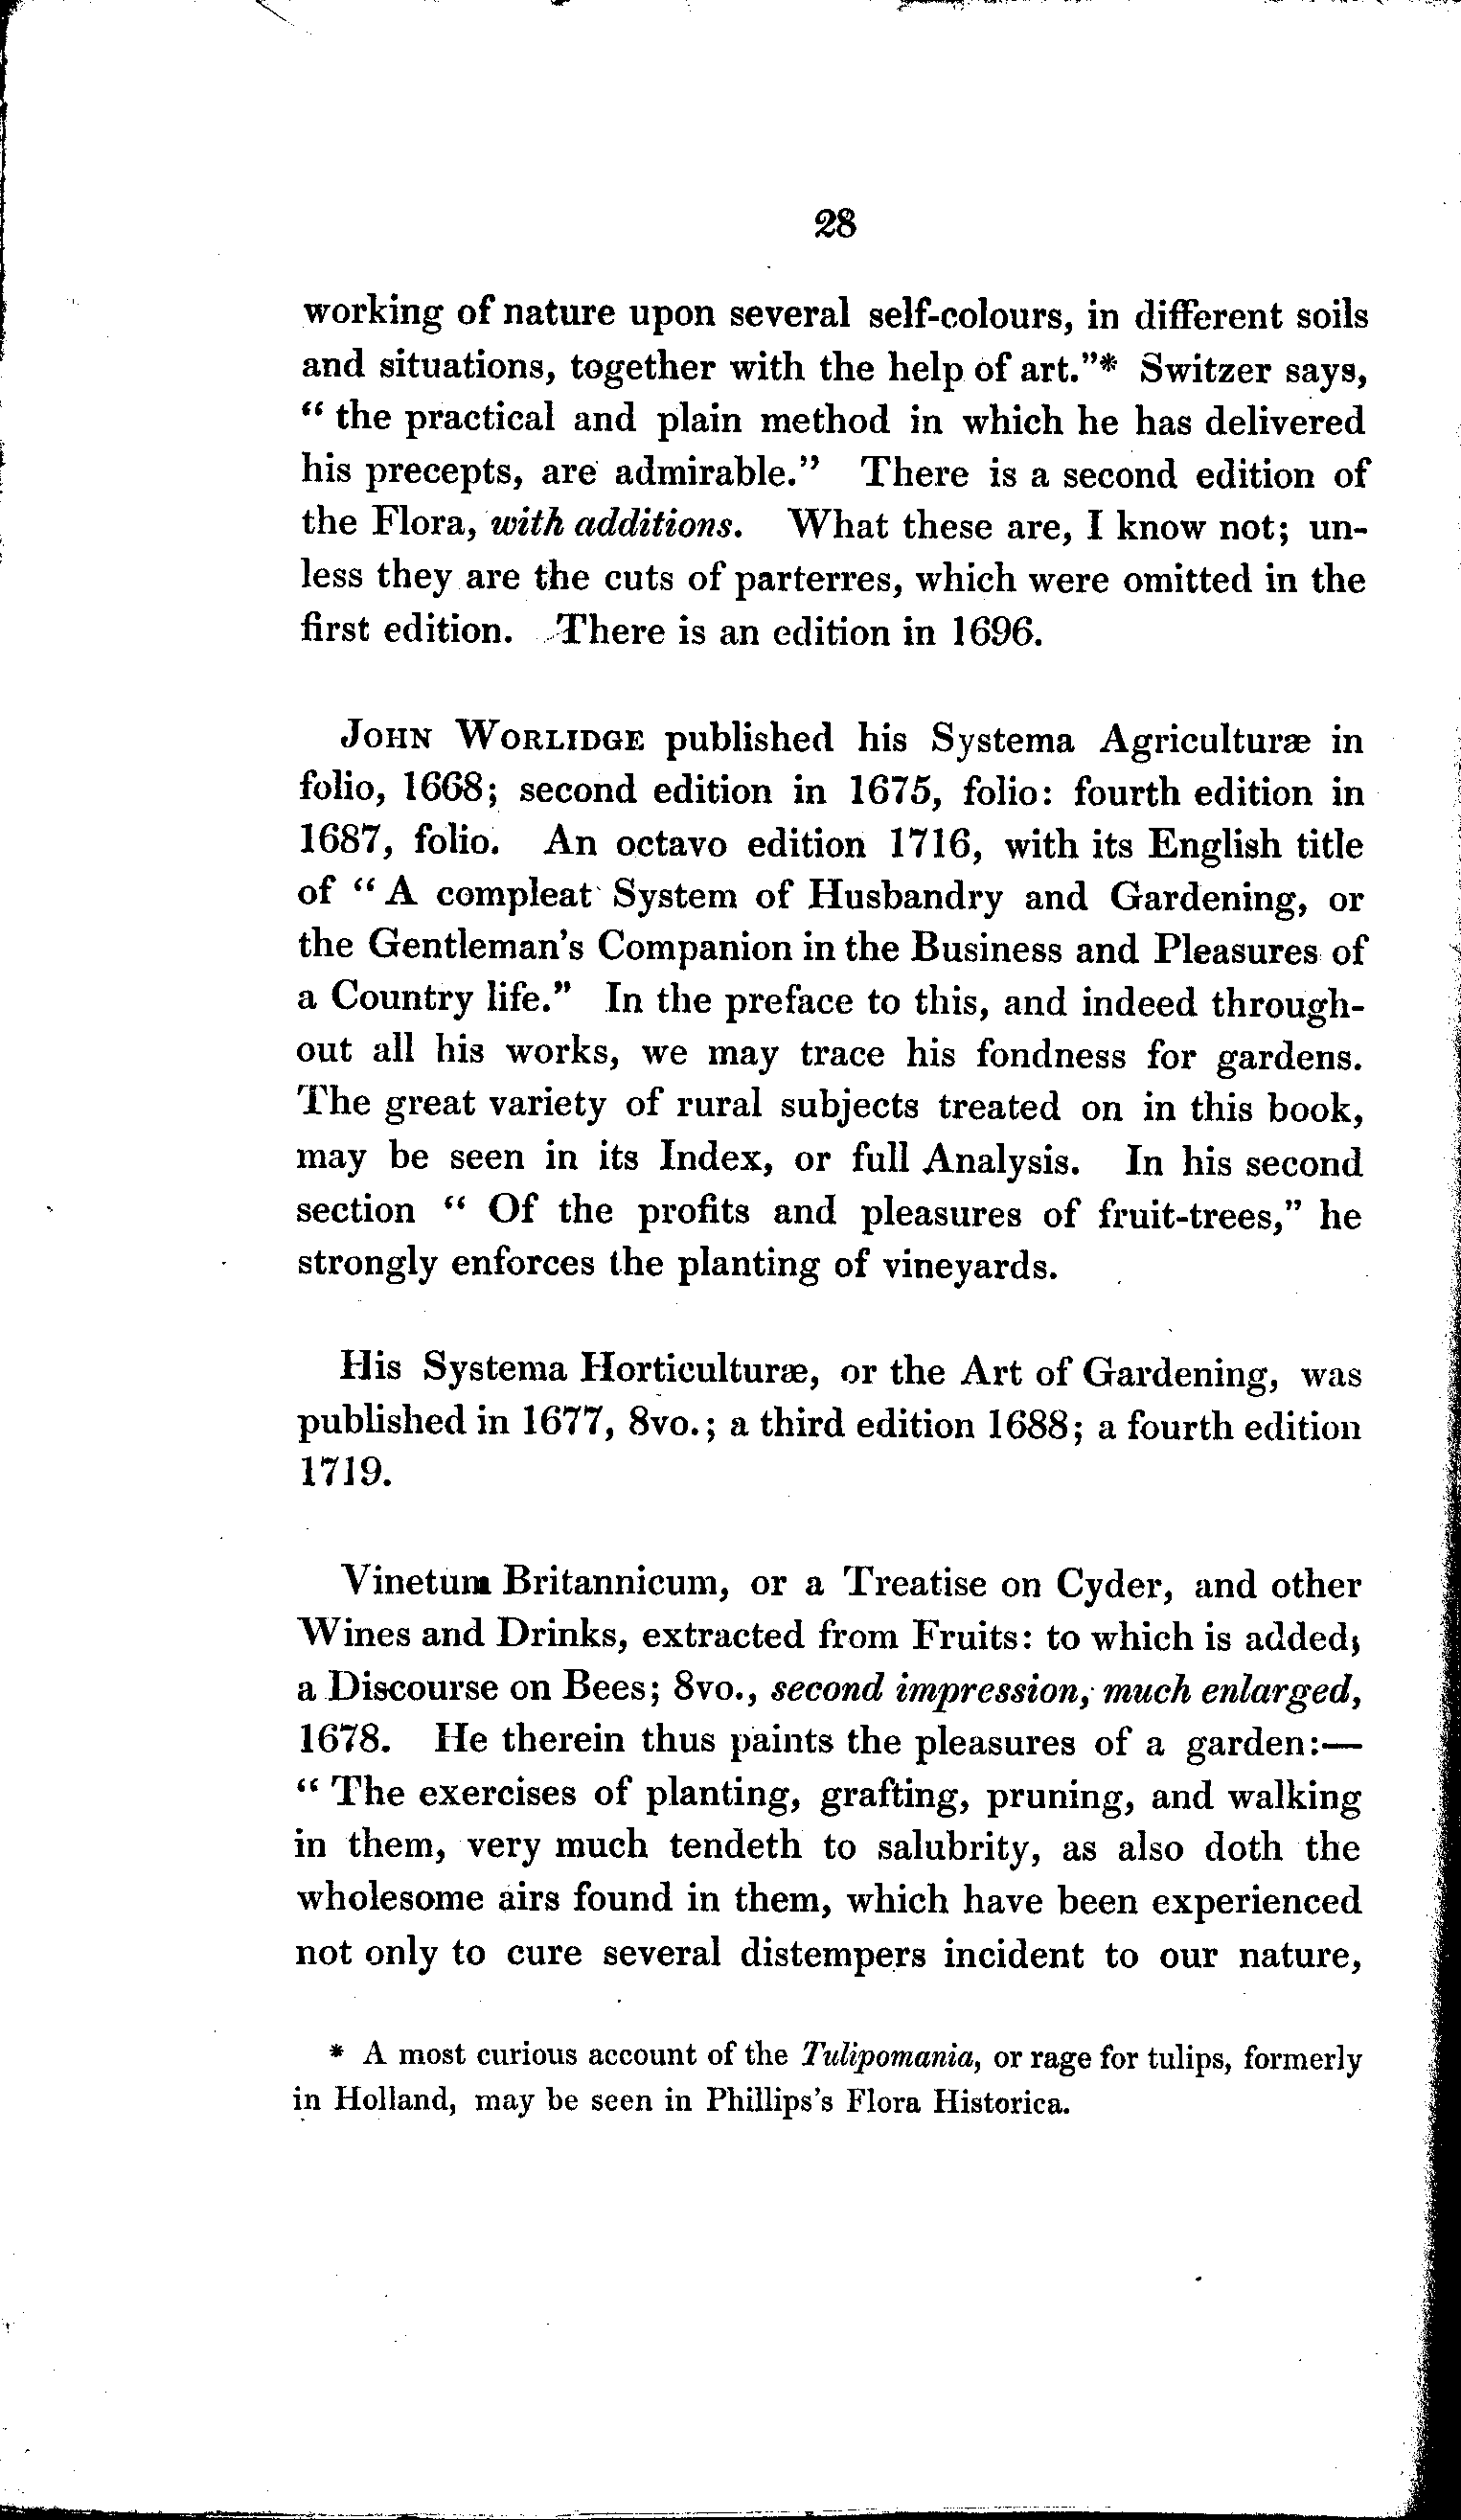 28
working of nature upon several self-colours, in different soils
and situations, together with the help of art."* Switzer says,
"the practical and plain method in which he has delivered
his precepts, are admirable." There is a second edition of
the Flora, with additions. What these are, I know not; un-
less they are the cuts of parterres, which were omitted in the
first edition. There is an edition in 1696.
JOHN WORLIDGE published his Systema Agriculturæ in
folio, 1668; second edition in 1675, folio: fourth edition in
1687, folio. An octavo edition 1716, with its English title
of "A compleat System of Husbandry and Gardening, or
the Gentleman's Companion in the Business and Pleasures of
a Country life." In the preface to this, and indeed through-
out all his works, we may trace his fondness for gardens.
The great variety of rural subjects treated on in this book,
may be seen in its Index, or full Analysis. In his second
section "Of the profits and pleasures of fruit-trees," he
strongly enforces the planting of vineyards.
His Systema Horticulturæ, or the Art of Gardening, was
published in 1677, 8vo.; a third edition 1688; a fourth edition
1719.
Vinetum Britannicum, or a Treatise on Cyder, and other
Wines and Drinks, extracted from Fruits: to which is added,
a Discourse on Bees; 8vo., second impression, much enlarged,
1678. He therein thus paints the pleasures of a garden:—
"The exercises of planting, grafting, pruning, and walking
in them, very much tendeth to salubrity, as also doth the
wholesome airs found in them, which have been experienced
not only to cure several distempers incident to our nature,
* A most curious account of the Tulipomania, or rage for tulips, formerly
in Holland, may be seen in Phillips's Flora Historica.